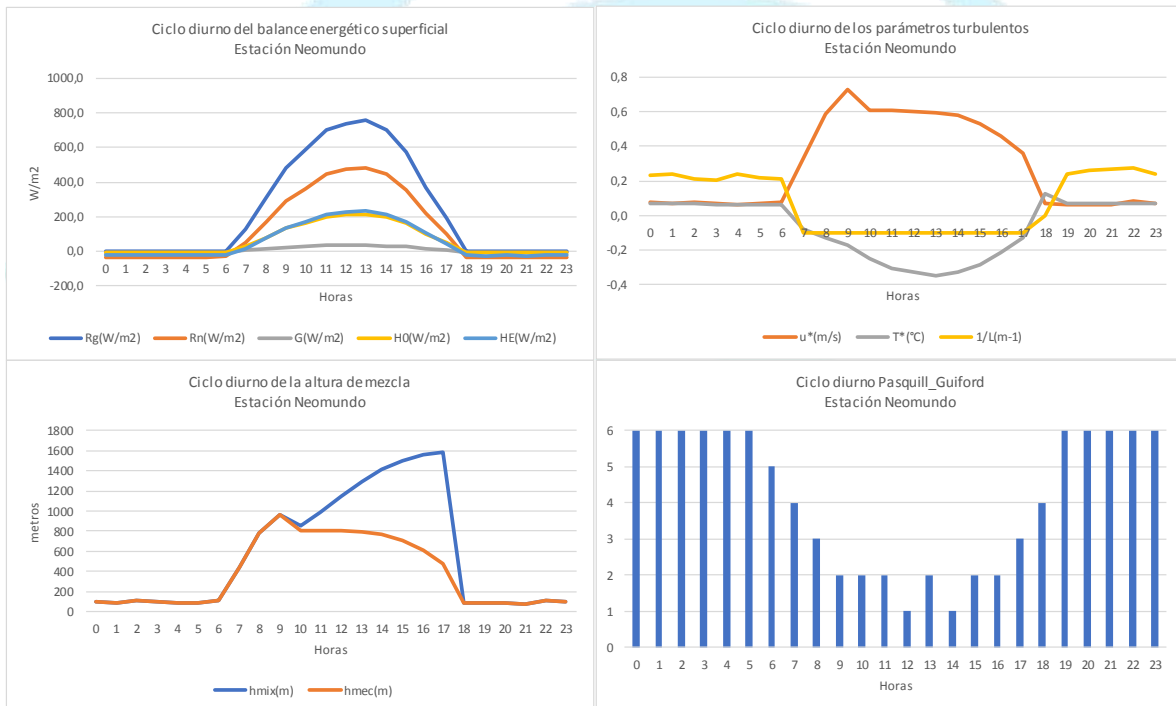 Ciclo diurno del balance energético superficial
Estación Neomundo
1000,0
800,0
600,0
400,0
200,0
0,0
-200,0
W/m2
0 1 2 3 4 5 6 7 8 9 10 11 12 13 14 15 16 17 18 19 20 21 22 23
Horas
Rg(W/m2) Rn(W/m2) G(W/m2) H0(W/m2) HE(W/m2)
Ciclo diurno de los parámetros turbulentos
Estación Neomundo
0,8
0,6
0,4
0,2
0,0
-0,2
-0,4
0 1 2 3 4 5 6 7 8 9 10 11 12 13 14 15 16 17 18 19 20 21 22 23
Horas
u*(m/s) T*(°C) 1/L(m-1)
Ciclo diurno de la altura de mezcla
Estación Neomundo
1800
1600
1400
1200
1000
800
600
400
200
0
metros
0 1 2 3 4 5 6 7 8 9 10 11 12 13 14 15 16 17 18 19 20 21 22 23
Horas
hmix(m) hmec(m)
Ciclo diurno Pasquill_Guiford
Estación Neomundo
6
5
4
3
2
1
0
0 1 2 3 4 5 6 7 8 9 10 11 12 13 14 15 16 17 18 19 20 21 22 23
Horas